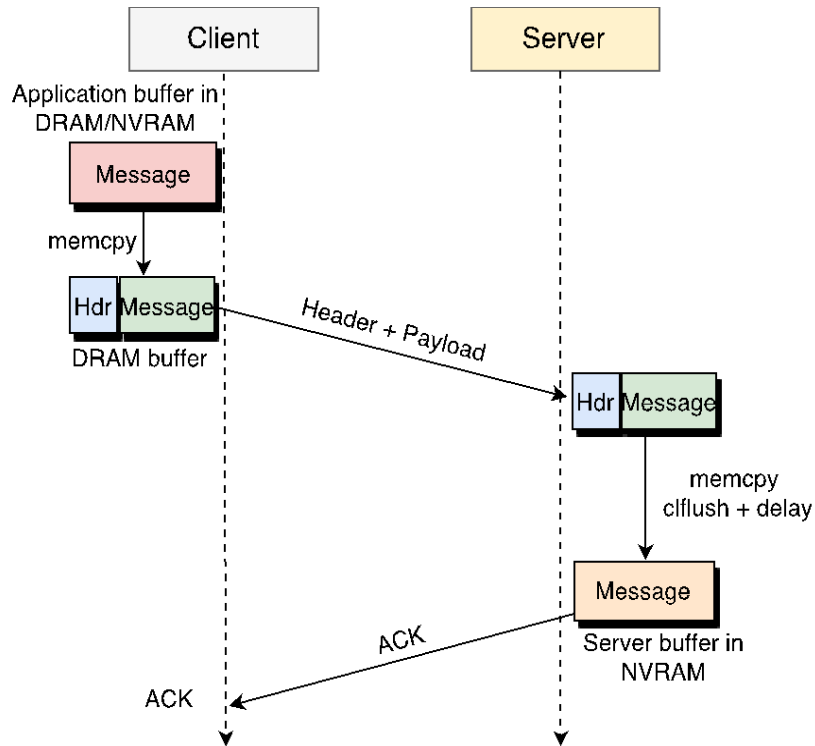 Client
Server
Application buffer in
DRAM/NVRAM
Message
memcpy
Hdr
Message
DRAM buffer
Header + Payload
Hdr
Message
memcpy
clflush + delay
Message
Server buffer in
NVRAM
ACK
ACK